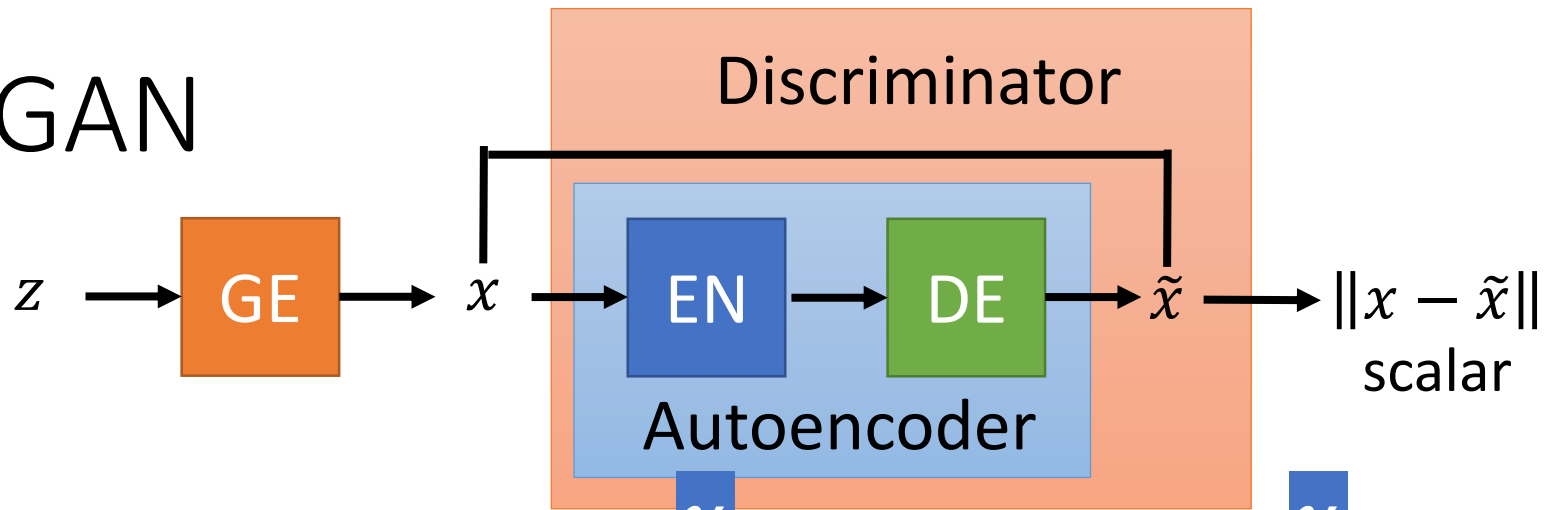 GAN
Discriminator
z
GE
x
EN
DE
x̃
‖x − x̃‖
scalar
Autoencoder